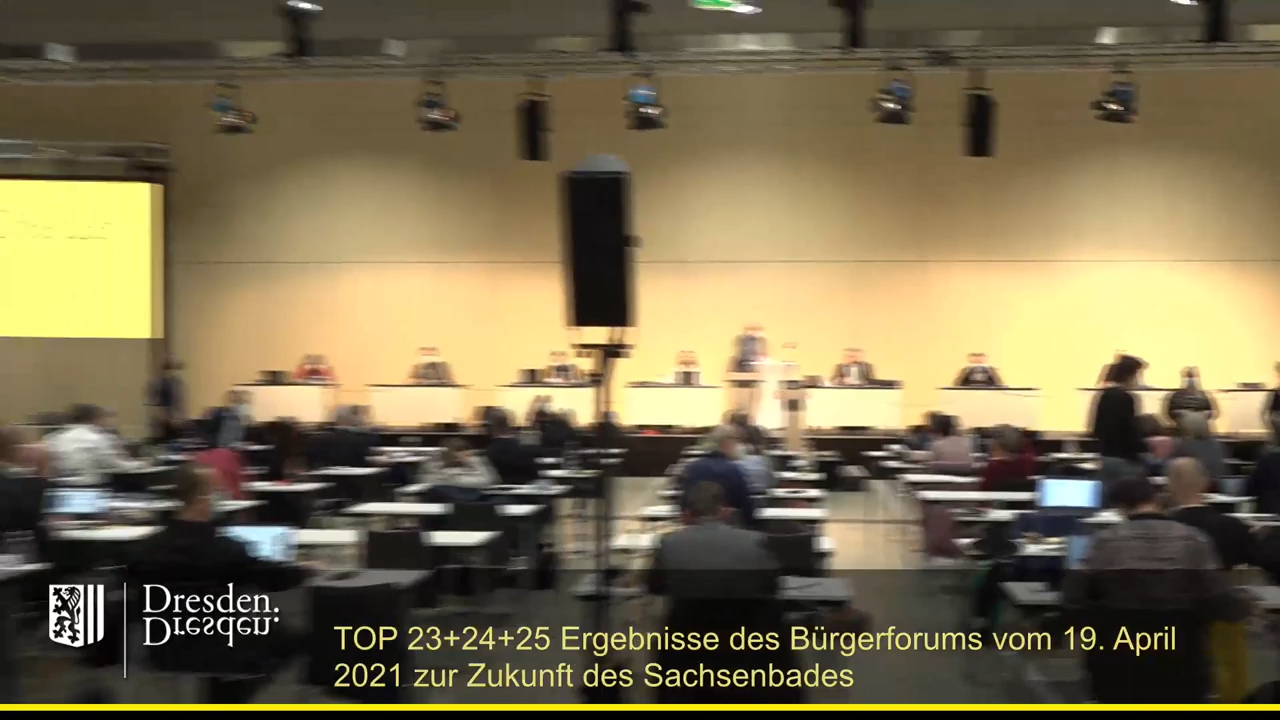 Dresden.
Dresden.
TOP 23+24+25 Ergebnisse des Bürgerforums vom 19. April
2021 zur Zukunft des Sachsenbades